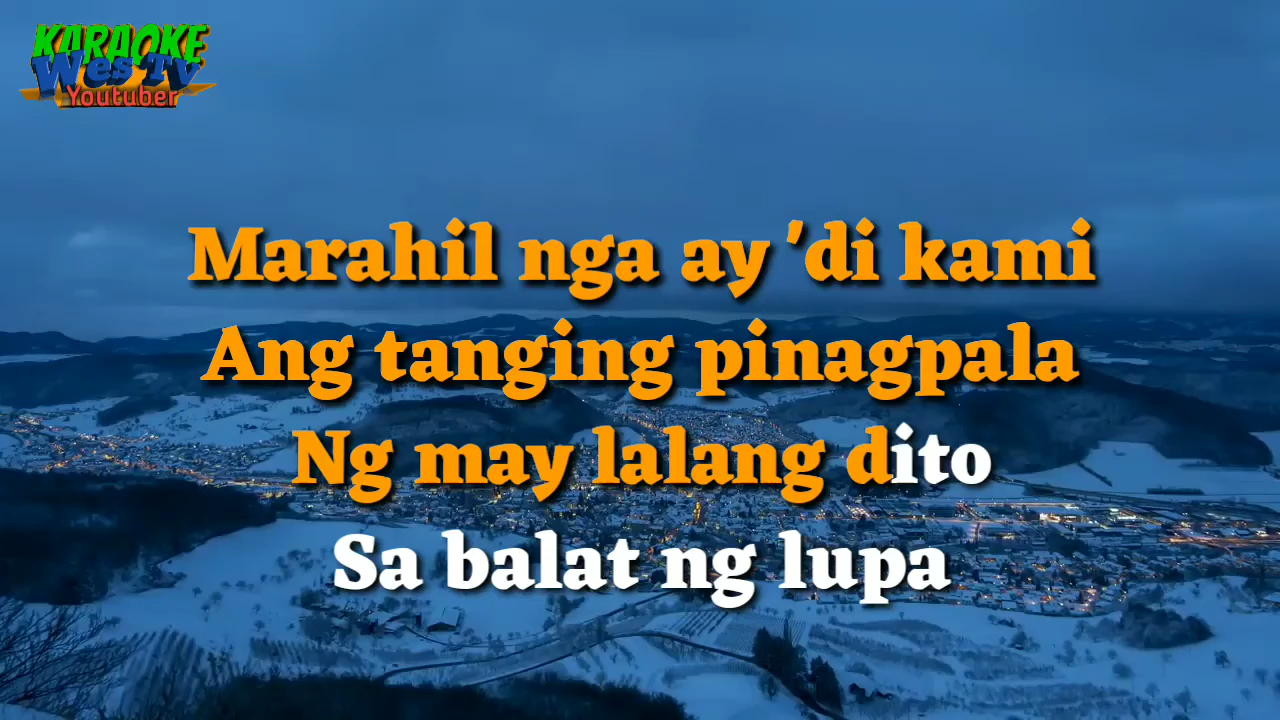 KARAOKE
Wes TV
Youtuber
Marahil nga ay 'di kami
Ang tanging pinagpala
Ng may lalang dito
Sa balat ng lupa